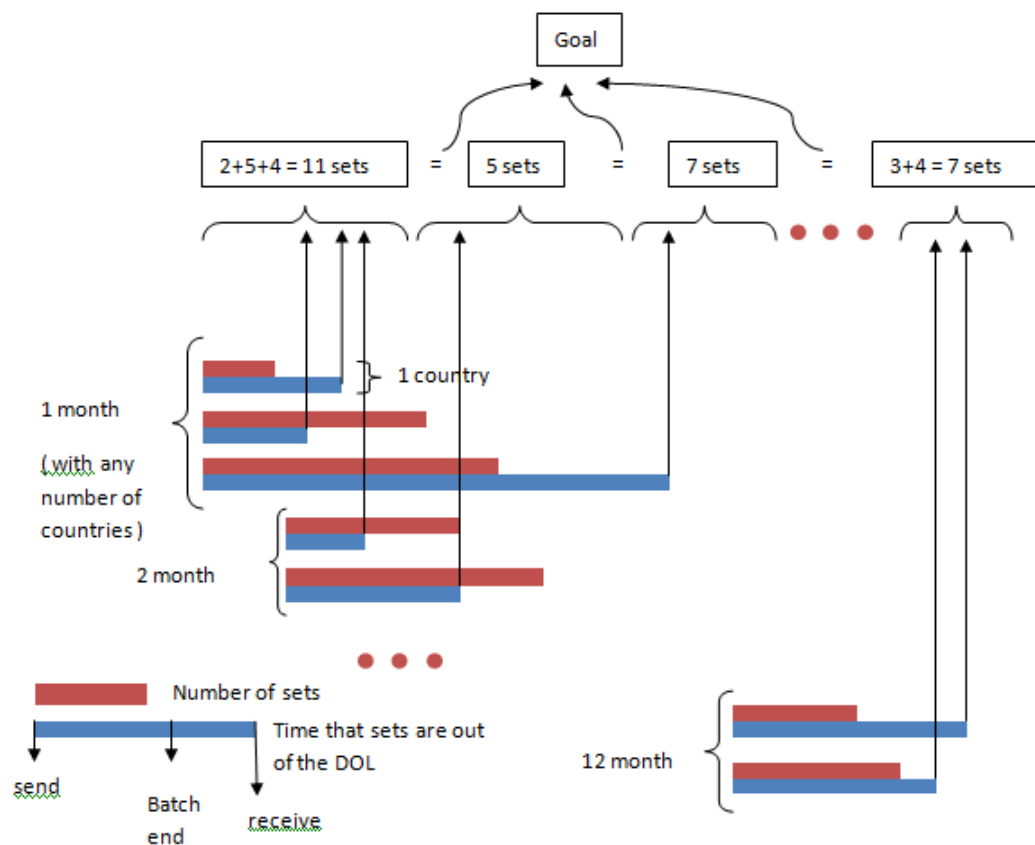 Goal
2+5+4 = 11 sets = 5 sets = 7 sets = 3+4 = 7 sets
1 country
1 month
( with any
number of
countries )
2 month
Number of sets
Time that sets are out
of the DOL
send
Batch
end
receive
12 month